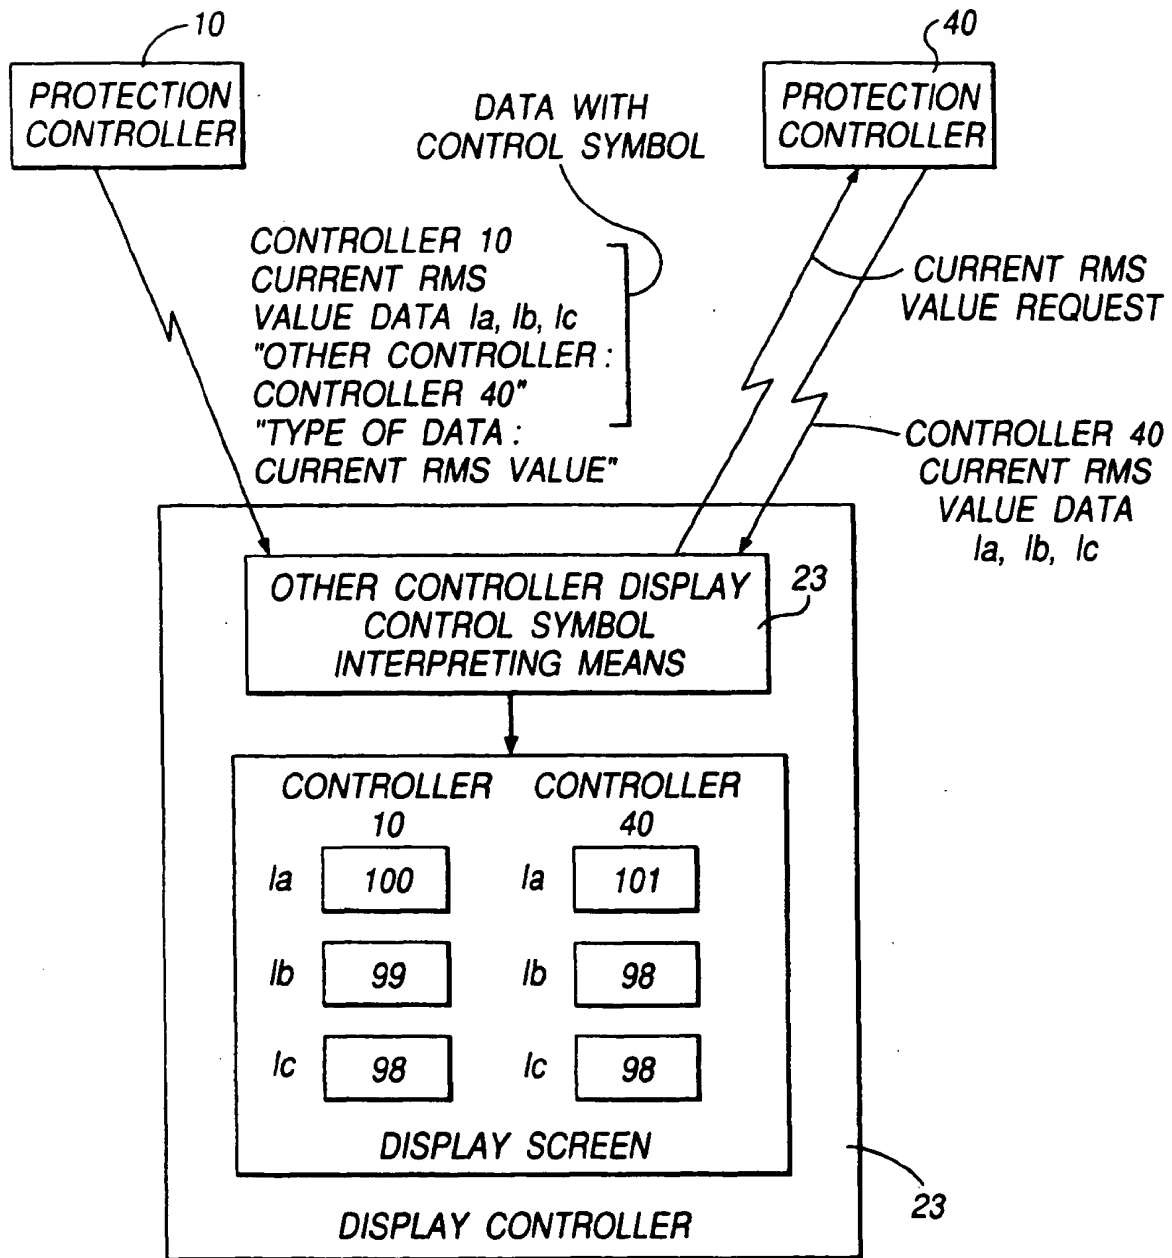 10
PROTECTION
CONTROLLER
DATA WITH
CONTROL SYMBOL
40
PROTECTION
CONTROLLER
CONTROLLER 10
CURRENT RMS
VALUE DATA Ia, Ib, Ic
"OTHER CONTROLLER :
CONTROLLER 40"
"TYPE OF DATA :
CURRENT RMS VALUE"
CURRENT RMS
VALUE REQUEST
CONTROLLER 40
CURRENT RMS
VALUE DATA
Ia, Ib, Ic
OTHER CONTROLLER DISPLAY
CONTROL SYMBOL
INTERPRETING MEANS
23
CONTROLLER CONTROLLER
10 40
Ia 100 Ia 101
Ib 99 Ib 98
Ic 98 Ic 98
DISPLAY SCREEN
23
DISPLAY CONTROLLER